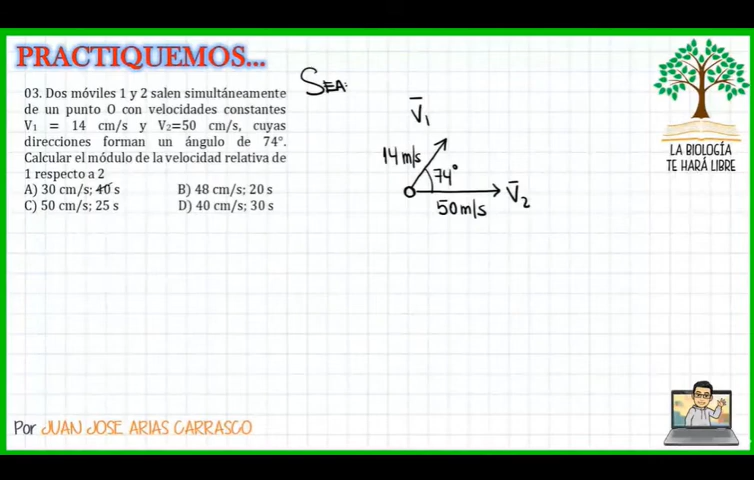 PRACTIQUEMOS...
03. Dos móviles 1 y 2 salen simultáneamente
de un punto O con velocidades constantes
V₁ = 14 cm/s y V₂=50 cm/s, cuyas
direcciones forman un ángulo de 74°.
Calcular el módulo de la velocidad relativa de
1 respecto a 2
A) 30 cm/s; 40 s B) 48 cm/s; 20 s
C) 50 cm/s; 25 s D) 40 cm/s; 30 s
SEA:
V̅₁
14 m/s
74°
V̅₂
50 m/s
LA BIOLOGÍA
TE HARÁ LIBRE
Por JUAN JOSE ARIAS CARRASCO